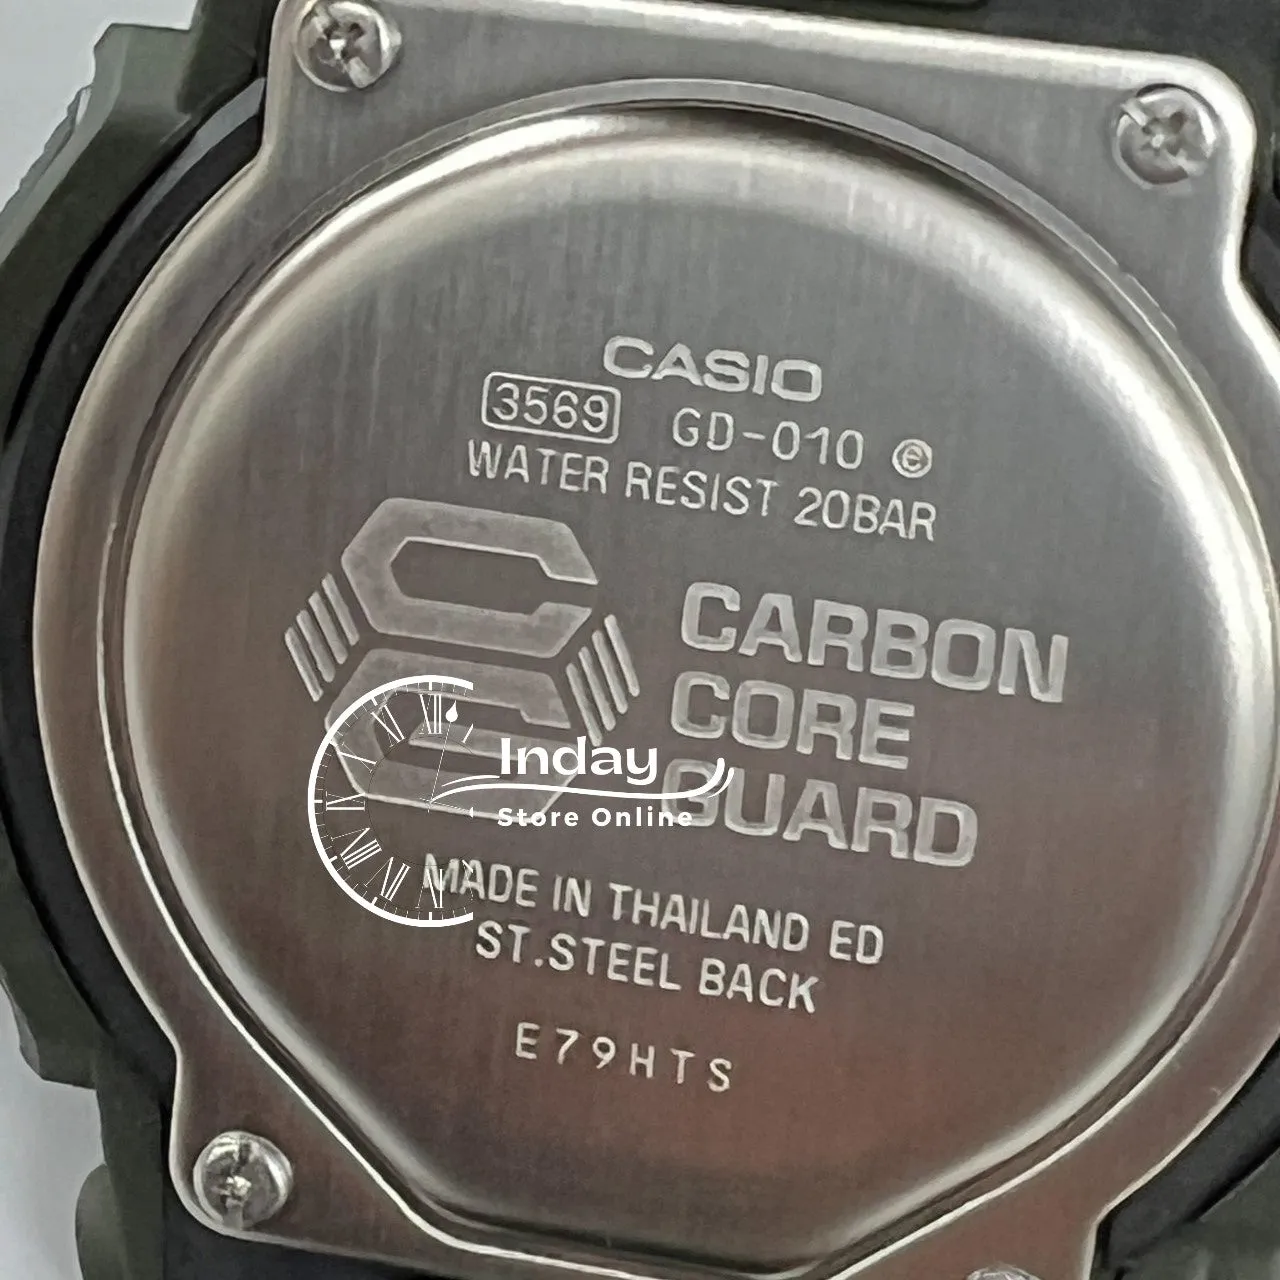 CASIO
3569 GD-010 e
WATER RESIST 20BAR
CARBON
CORE
GUARD
Inday
Store Online
MADE IN THAILAND ED
ST.STEEL BACK
E79HTS